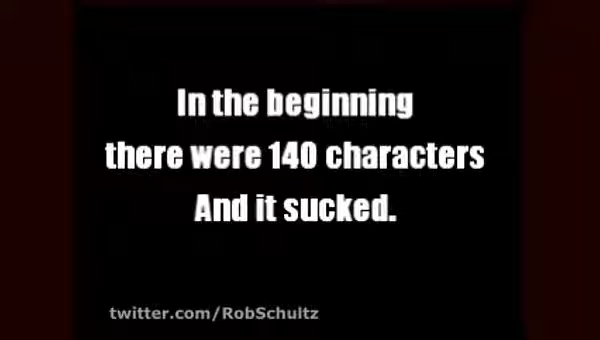 In the beginning
there were 140 characters
And it sucked.
twitter.com/RobSchultz